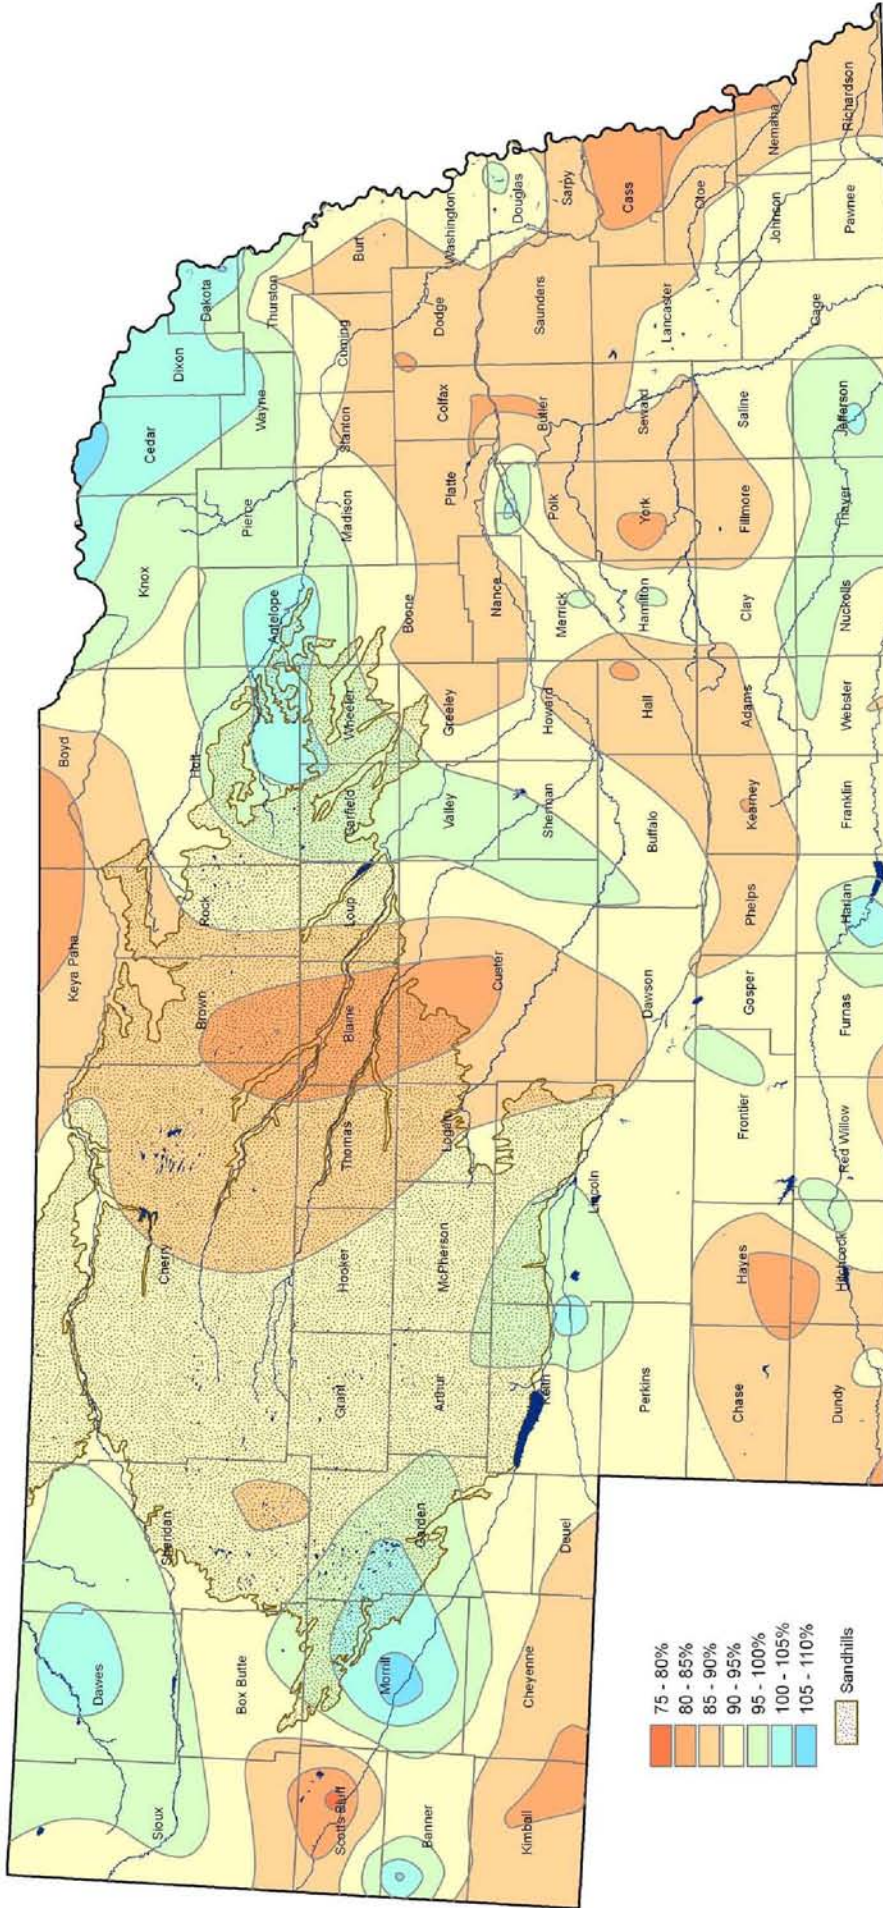 Sioux
Dawes
Sheridan
Cherry
Keya Paha
Boyd
Brown
Rock
Holt
Knox
Cedar
Dixon
Dakota
Box Butte
Antelope
Pierce
Wayne
Thurston
Scotts Bluff
Morrill
Garden
Grant
Hooker
Thomas
Blaine
Loup
Garfield
Wheeler
Madison
Stanton
Cuming
Burt
Banner
Arthur
McPherson
Logan
Custer
Valley
Greeley
Boone
Nance
Platte
Colfax
Dodge
Washington
Kimball
Cheyenne
Deuel
Keith
Lincoln
Sherman
Howard
Merrick
Polk
Butler
Saunders
Douglas
Sarpy
Perkins
Dawson
Buffalo
Hall
Hamilton
York
Seward
Lancaster
Cass
Otoe
Chase
Hayes
Frontier
Gosper
Phelps
Kearney
Adams
Clay
Fillmore
Saline
Gage
Johnson
Nemaha
Dundy
Hitchcock
Red Willow
Furnas
Harlan
Franklin
Webster
Nuckolls
Thayer
Jefferson
Pawnee
Richardson
75 - 80%
80 - 85%
85 - 90%
90 - 95%
95 - 100%
100 - 105%
105 - 110%
Sandhills